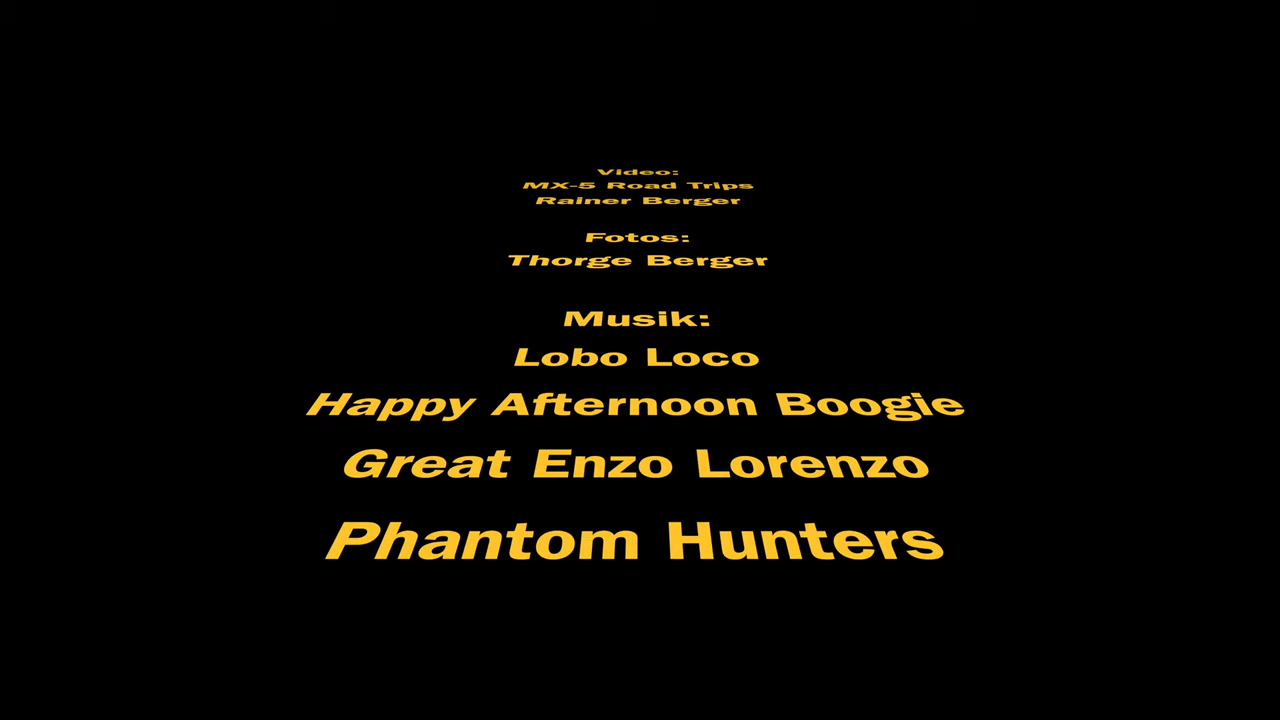 Video:
MX-5 Road Trips
Rainer Berger
Fotos:
Thorge Berger
Musik:
Lobo Loco
Happy Afternoon Boogie
Great Enzo Lorenzo
Phantom Hunters